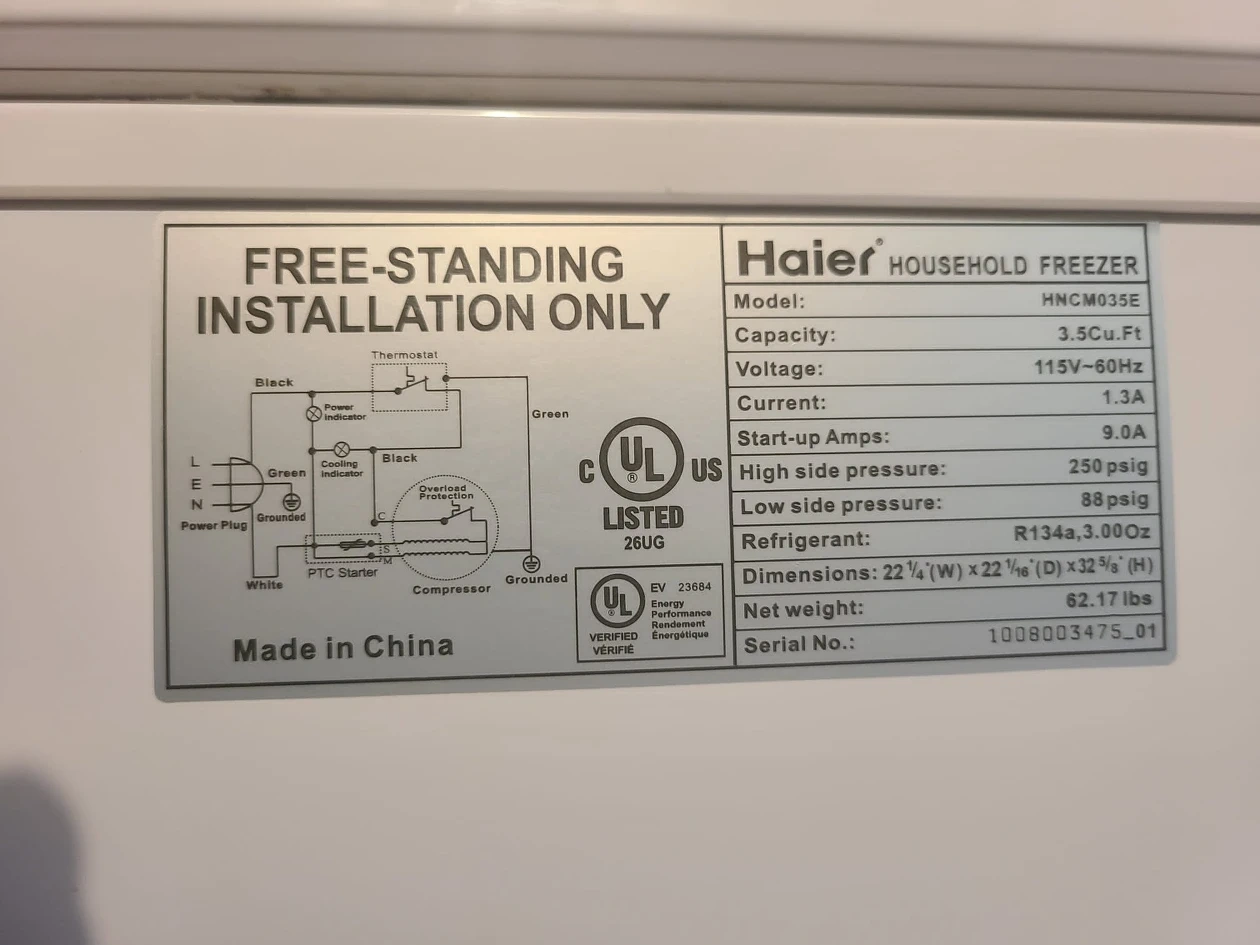 FREE-STANDING
INSTALLATION ONLY
Thermostat
Black
Power
indicator
Green
Cooling
indicator
Black
L
E
N
Green
Grounded
Power Plug
Overload
Protection
C
S
M
PTC Starter
White
Compressor
Grounded
Made in China
C UL® US
LISTED
26UG
UL®
VERIFIED
VÉRIFIÉ
EV 23684
Energy
Performance
Rendement
Énergétique
Haier® HOUSEHOLD FREEZER
Model: HNCM035E
Capacity: 3.5Cu.Ft
Voltage: 115V~60Hz
Current: 1.3A
Start-up Amps: 9.0A
High side pressure: 250 psig
Low side pressure: 88 psig
Refrigerant: R134a,3.00Oz
Dimensions: 22 1/4"(W) x 22 1/16"(D) x 32 5/8"(H)
Net weight: 62.17 lbs
Serial No.: 1008003475_01